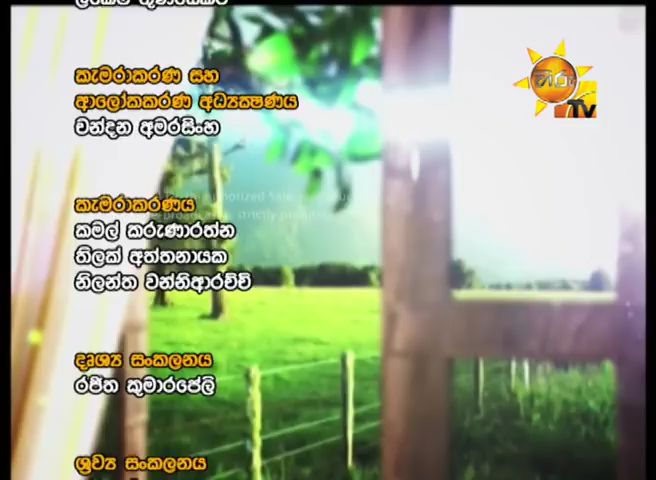 කැමරාකරණ සහ
ආලෝකකරණ අධ්‍යක්ෂණය
චන්දන අමරසිංහ
කැමරාකරණය
කමල් කරුණාරත්න
තිලක් අත්තනායක
නිලන්ත වන්නිආරච්චි
දෘශ්‍ය සංකලනය
රජිත කුමාරපේලි
ශ්‍රව්‍ය සංකලනය
හිරු
TV